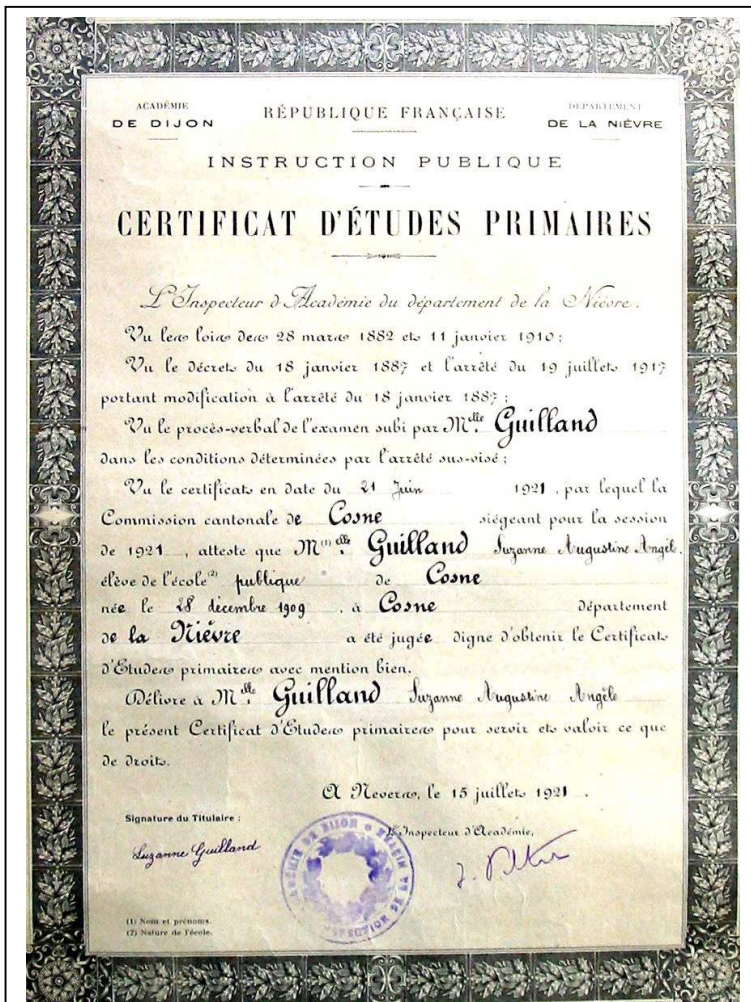 ACADÉMIE
DE DIJON
RÉPUBLIQUE FRANÇAISE
DÉPARTEMENT
DE LA NIÈVRE
INSTRUCTION PUBLIQUE
CERTIFICAT D'ÉTUDES PRIMAIRES
L'Inspecteur d'Académie du département de la Nièvre.
Vu les lois des 28 mars 1882 et 11 janvier 1910;
Vu le décret du 18 janvier 1887 et l'arrêté du 19 juillet 1917
portant modification à l'arrêté du 18 janvier 1887;
Vu le procès-verbal de l'examen subi par Melle Guilland
dans les conditions déterminées par l'arrêté sus-visé;
Vu le certificat en date du 21 Juin 1921, par lequel la
Commission cantonale de Cosne siégeant pour la session
de 1921, atteste que M(1) elle Guilland Suzanne Augustine Angèle.
élève de l'école(2) publique de Cosne
née le 28 décembre 1909. à Cosne département
de la Nièvre a été jugée digne d'obtenir le Certificat
d'Etudes primaires avec mention bien.
Délivre à Melle Guilland Suzanne Augustine Angèle
le présent Certificat d'Etudes primaires pour servir et valoir ce que
de droit.
A Nevers, le 15 juillet 1921.
Signature du Titulaire :
Suzanne Guilland
L'Inspecteur d'Académie,
(1) Nom et prénoms.
(2) Nature de l'école.